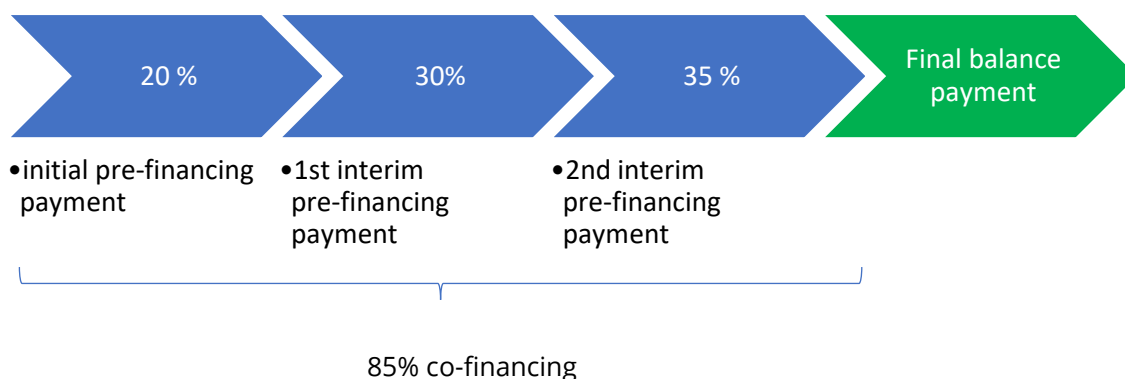 20 %
30%
35 %
Final balance
payment
•initial pre-financing
payment
•1st interim
pre-financing
payment
•2nd interim
pre-financing
payment
85% co-financing